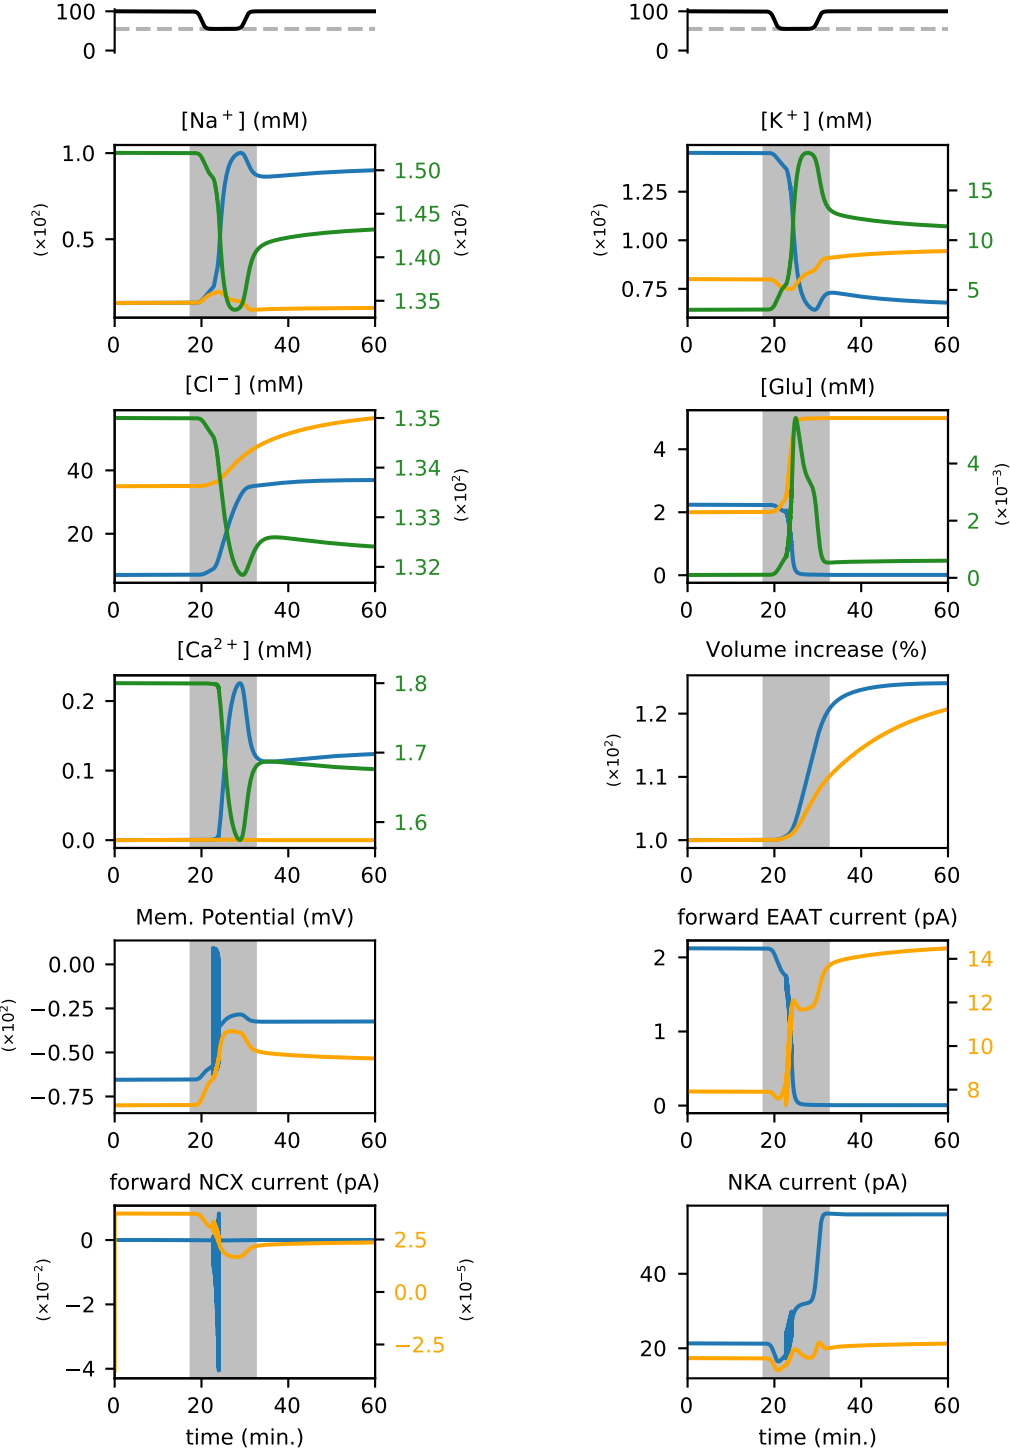 100
0
100
0
[Na⁺] (mM)
1.0
0.5
(×10²)
1.50
1.45
1.40
1.35
(×10²)
0 20 40 60
[K⁺] (mM)
1.25
1.00
0.75
(×10²)
15
10
5
0 20 40 60
[Cl⁻] (mM)
40
20
1.35
1.34
1.33
1.32
(×10²)
0 20 40 60
[Glu] (mM)
4
2
0
4
2
0
(×10⁻³)
0 20 40 60
[Ca²⁺] (mM)
0.2
0.1
0.0
1.8
1.7
1.6
0 20 40 60
Volume increase (%)
1.2
1.1
1.0
(×10²)
0 20 40 60
Mem. Potential (mV)
0.00
−0.25
−0.50
−0.75
(×10²)
0 20 40 60
forward EAAT current (pA)
2
1
0
14
12
10
8
0 20 40 60
forward NCX current (pA)
0
−2
−4
(×10⁻²)
2.5
0.0
−2.5
(×10⁻⁵)
0 20 40 60
time (min.)
NKA current (pA)
40
20
0 20 40 60
time (min.)